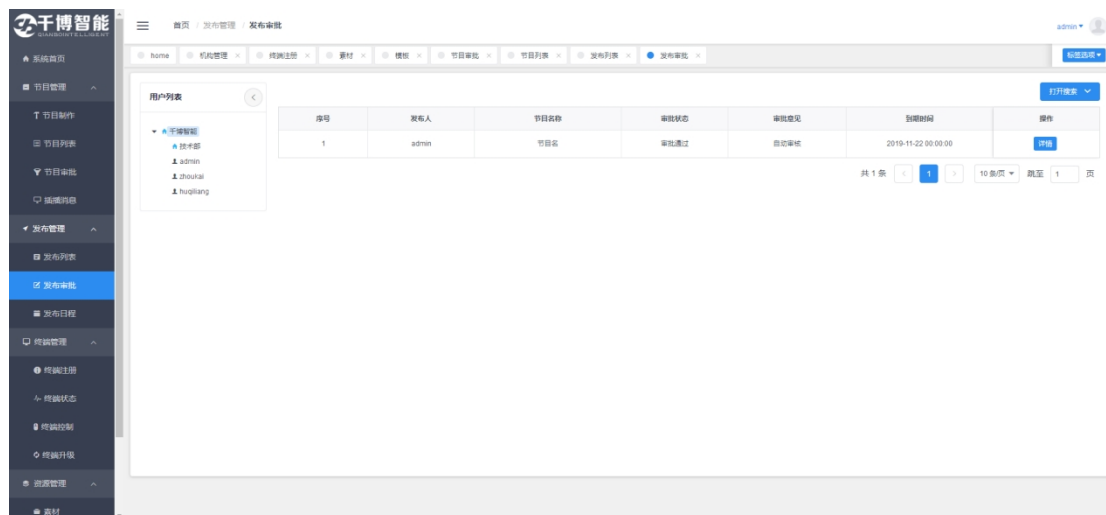 千博智能
QIANBOINTELLIGENT
首页 / 发布管理 / 发布审批
admin
系统首页
home 机构管理 × 终端注册 × 素材 × 模板 × 节目审批 × 节目列表 × 发布列表 × 发布审批 ×
标签选项
节目管理
节目制作
节目列表
节目审批
插播消息
发布管理
发布列表
发布审批
发布日程
终端管理
终端注册
终端状态
终端控制
终端升级
资源管理
素材
用户列表
千博智能
技术部
admin
zhoukai
huqiliang
打开搜索
序号 发布人 节目名称 审批状态 审批意见 到期时间 操作
1 admin 节目名 审批通过 自动审核 2019-11-22 00:00:00 详情
共 1 条 < 1 > 10 条/页 跳至 1 页